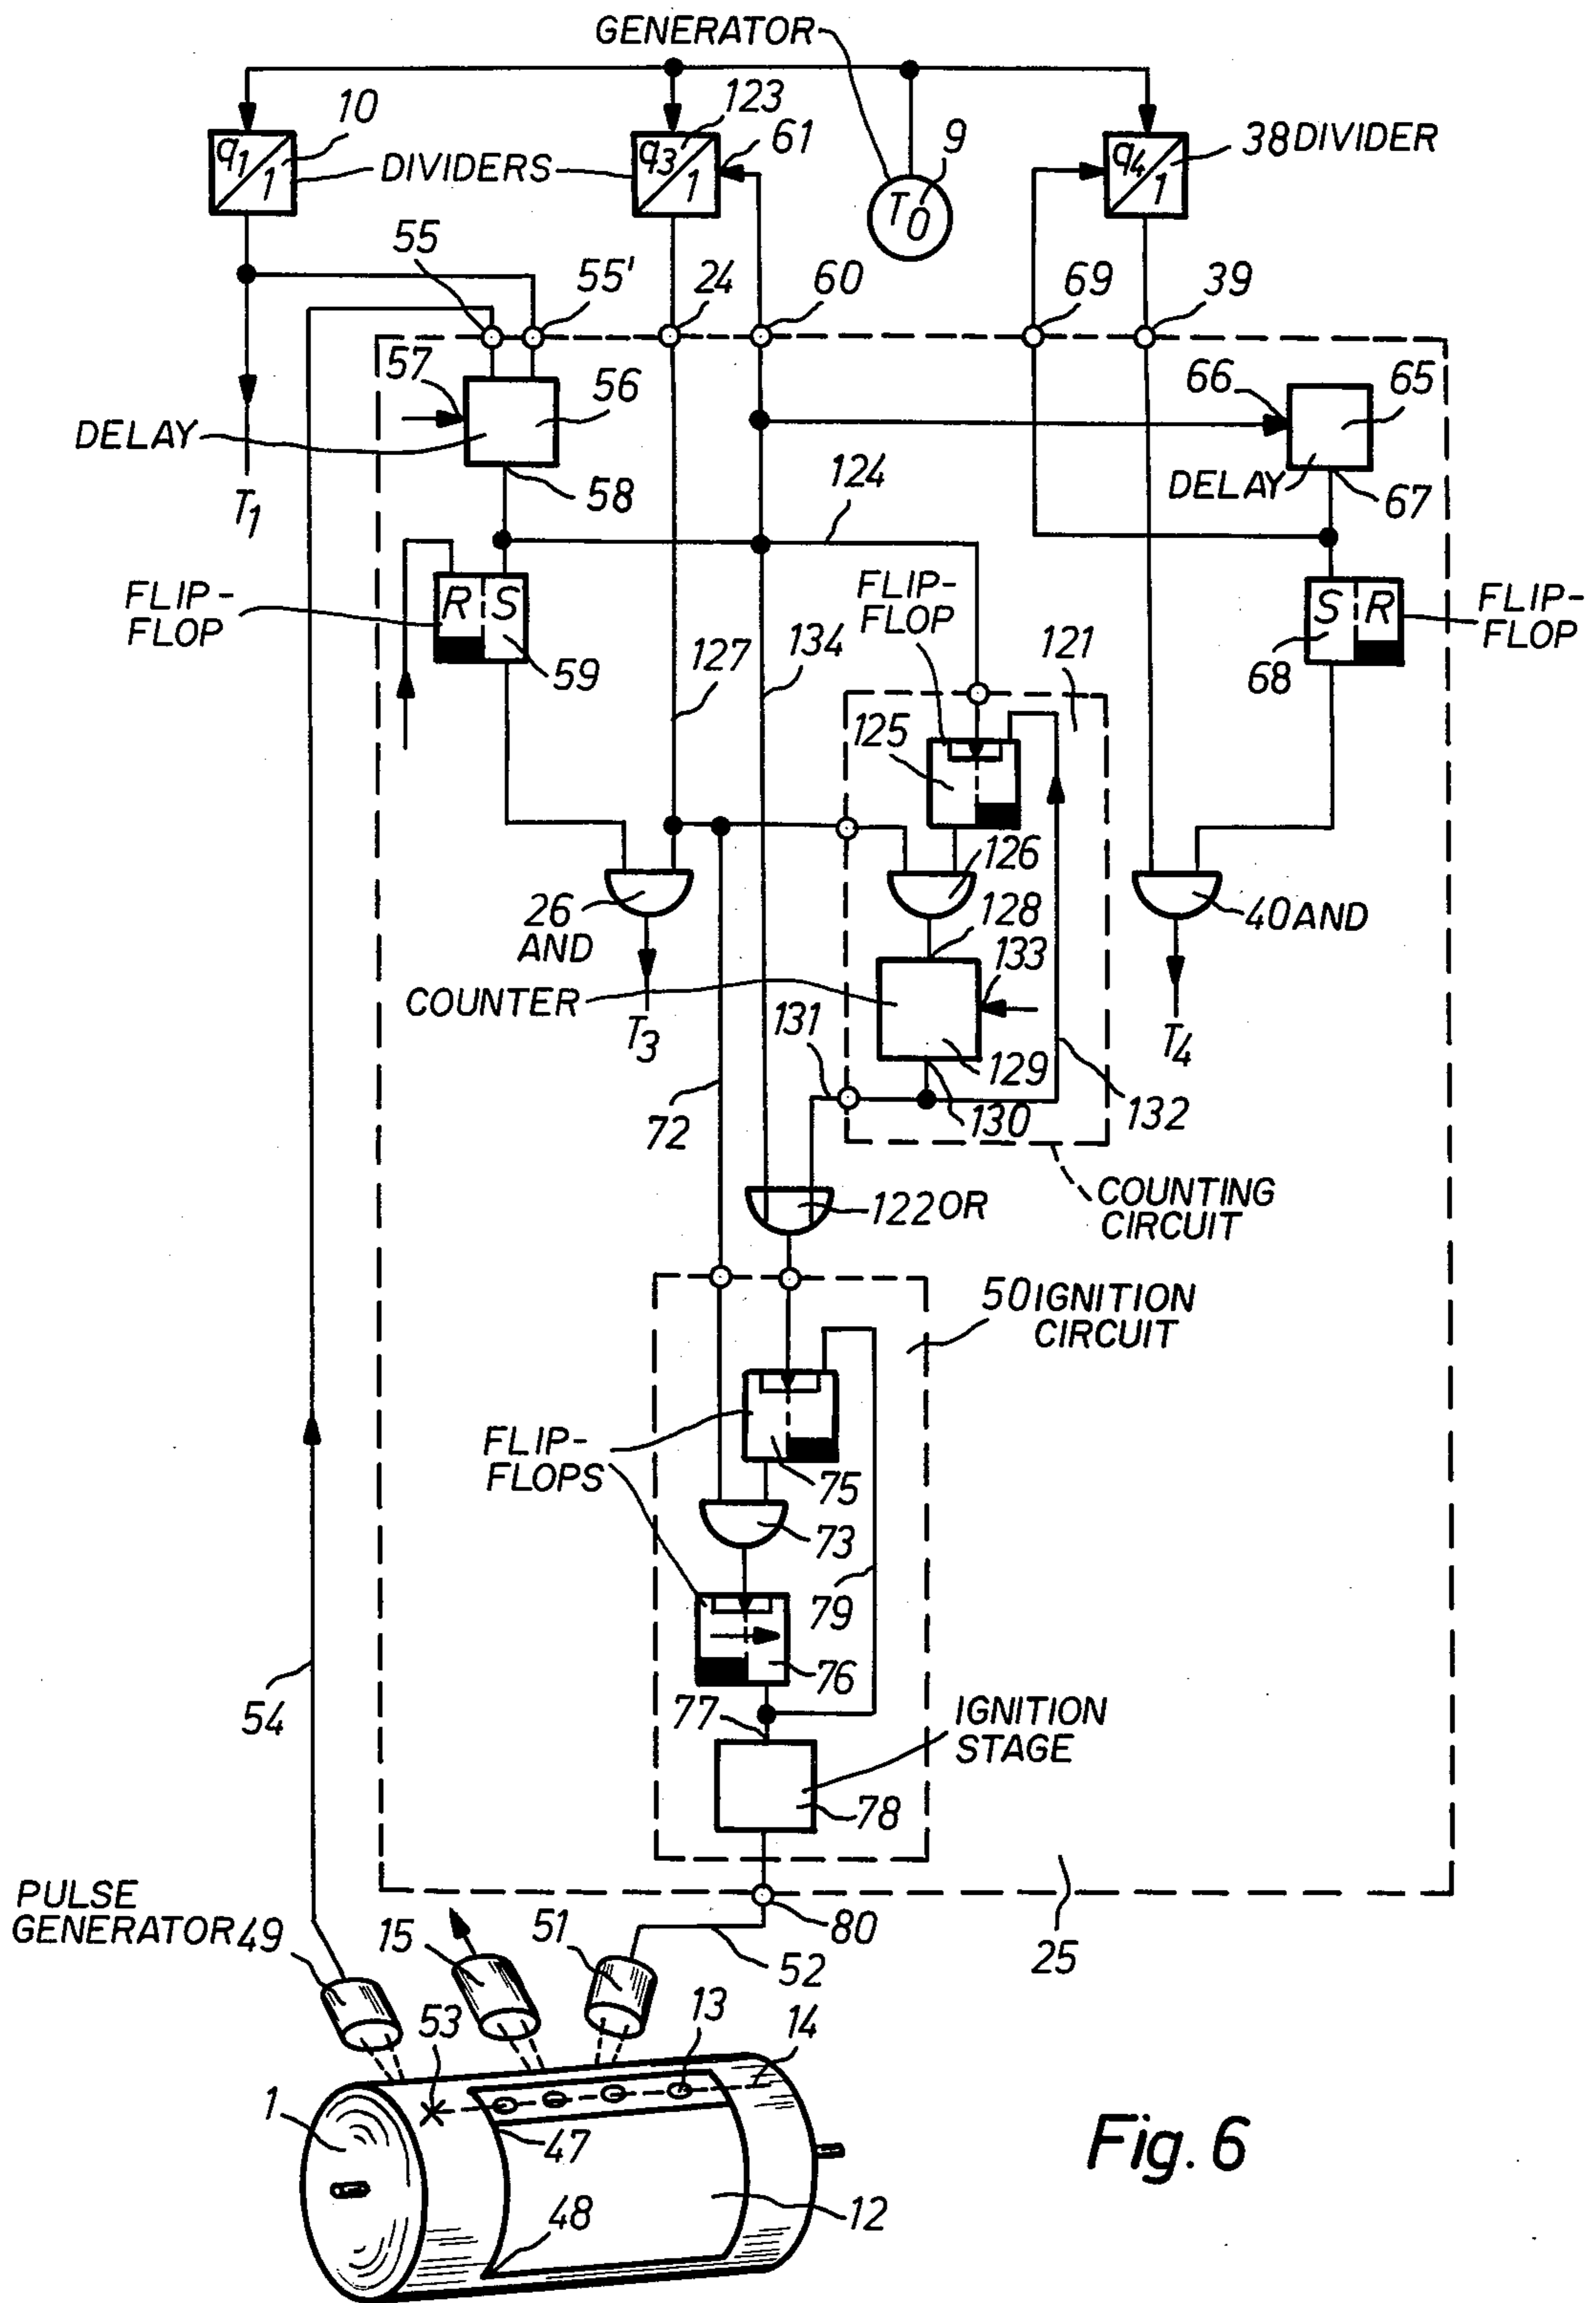 GENERATOR
10
123
61
9
38 DIVIDER
q1/1
DIVIDERS
q3/1
T0
q4/1
55
55'
24
60
69
39
57
56
66
65
DELAY
58
124
DELAY
67
T1
FLIP-
FLOP
R S
59
FLIP-
FLOP
S R
68
FLIP-
FLOP
127
134
121
125
126
26
AND
128
40 AND
133
COUNTER
T3
131
129
T4
72
130
132
122 OR
COUNTING
CIRCUIT
50 IGNITION
CIRCUIT
FLIP-
FLOPS
75
73
79
76
54
77
IGNITION
STAGE
78
PULSE
GENERATOR 49
15
51
80
52
25
53
13
14
1
47
48
12
Fig. 6